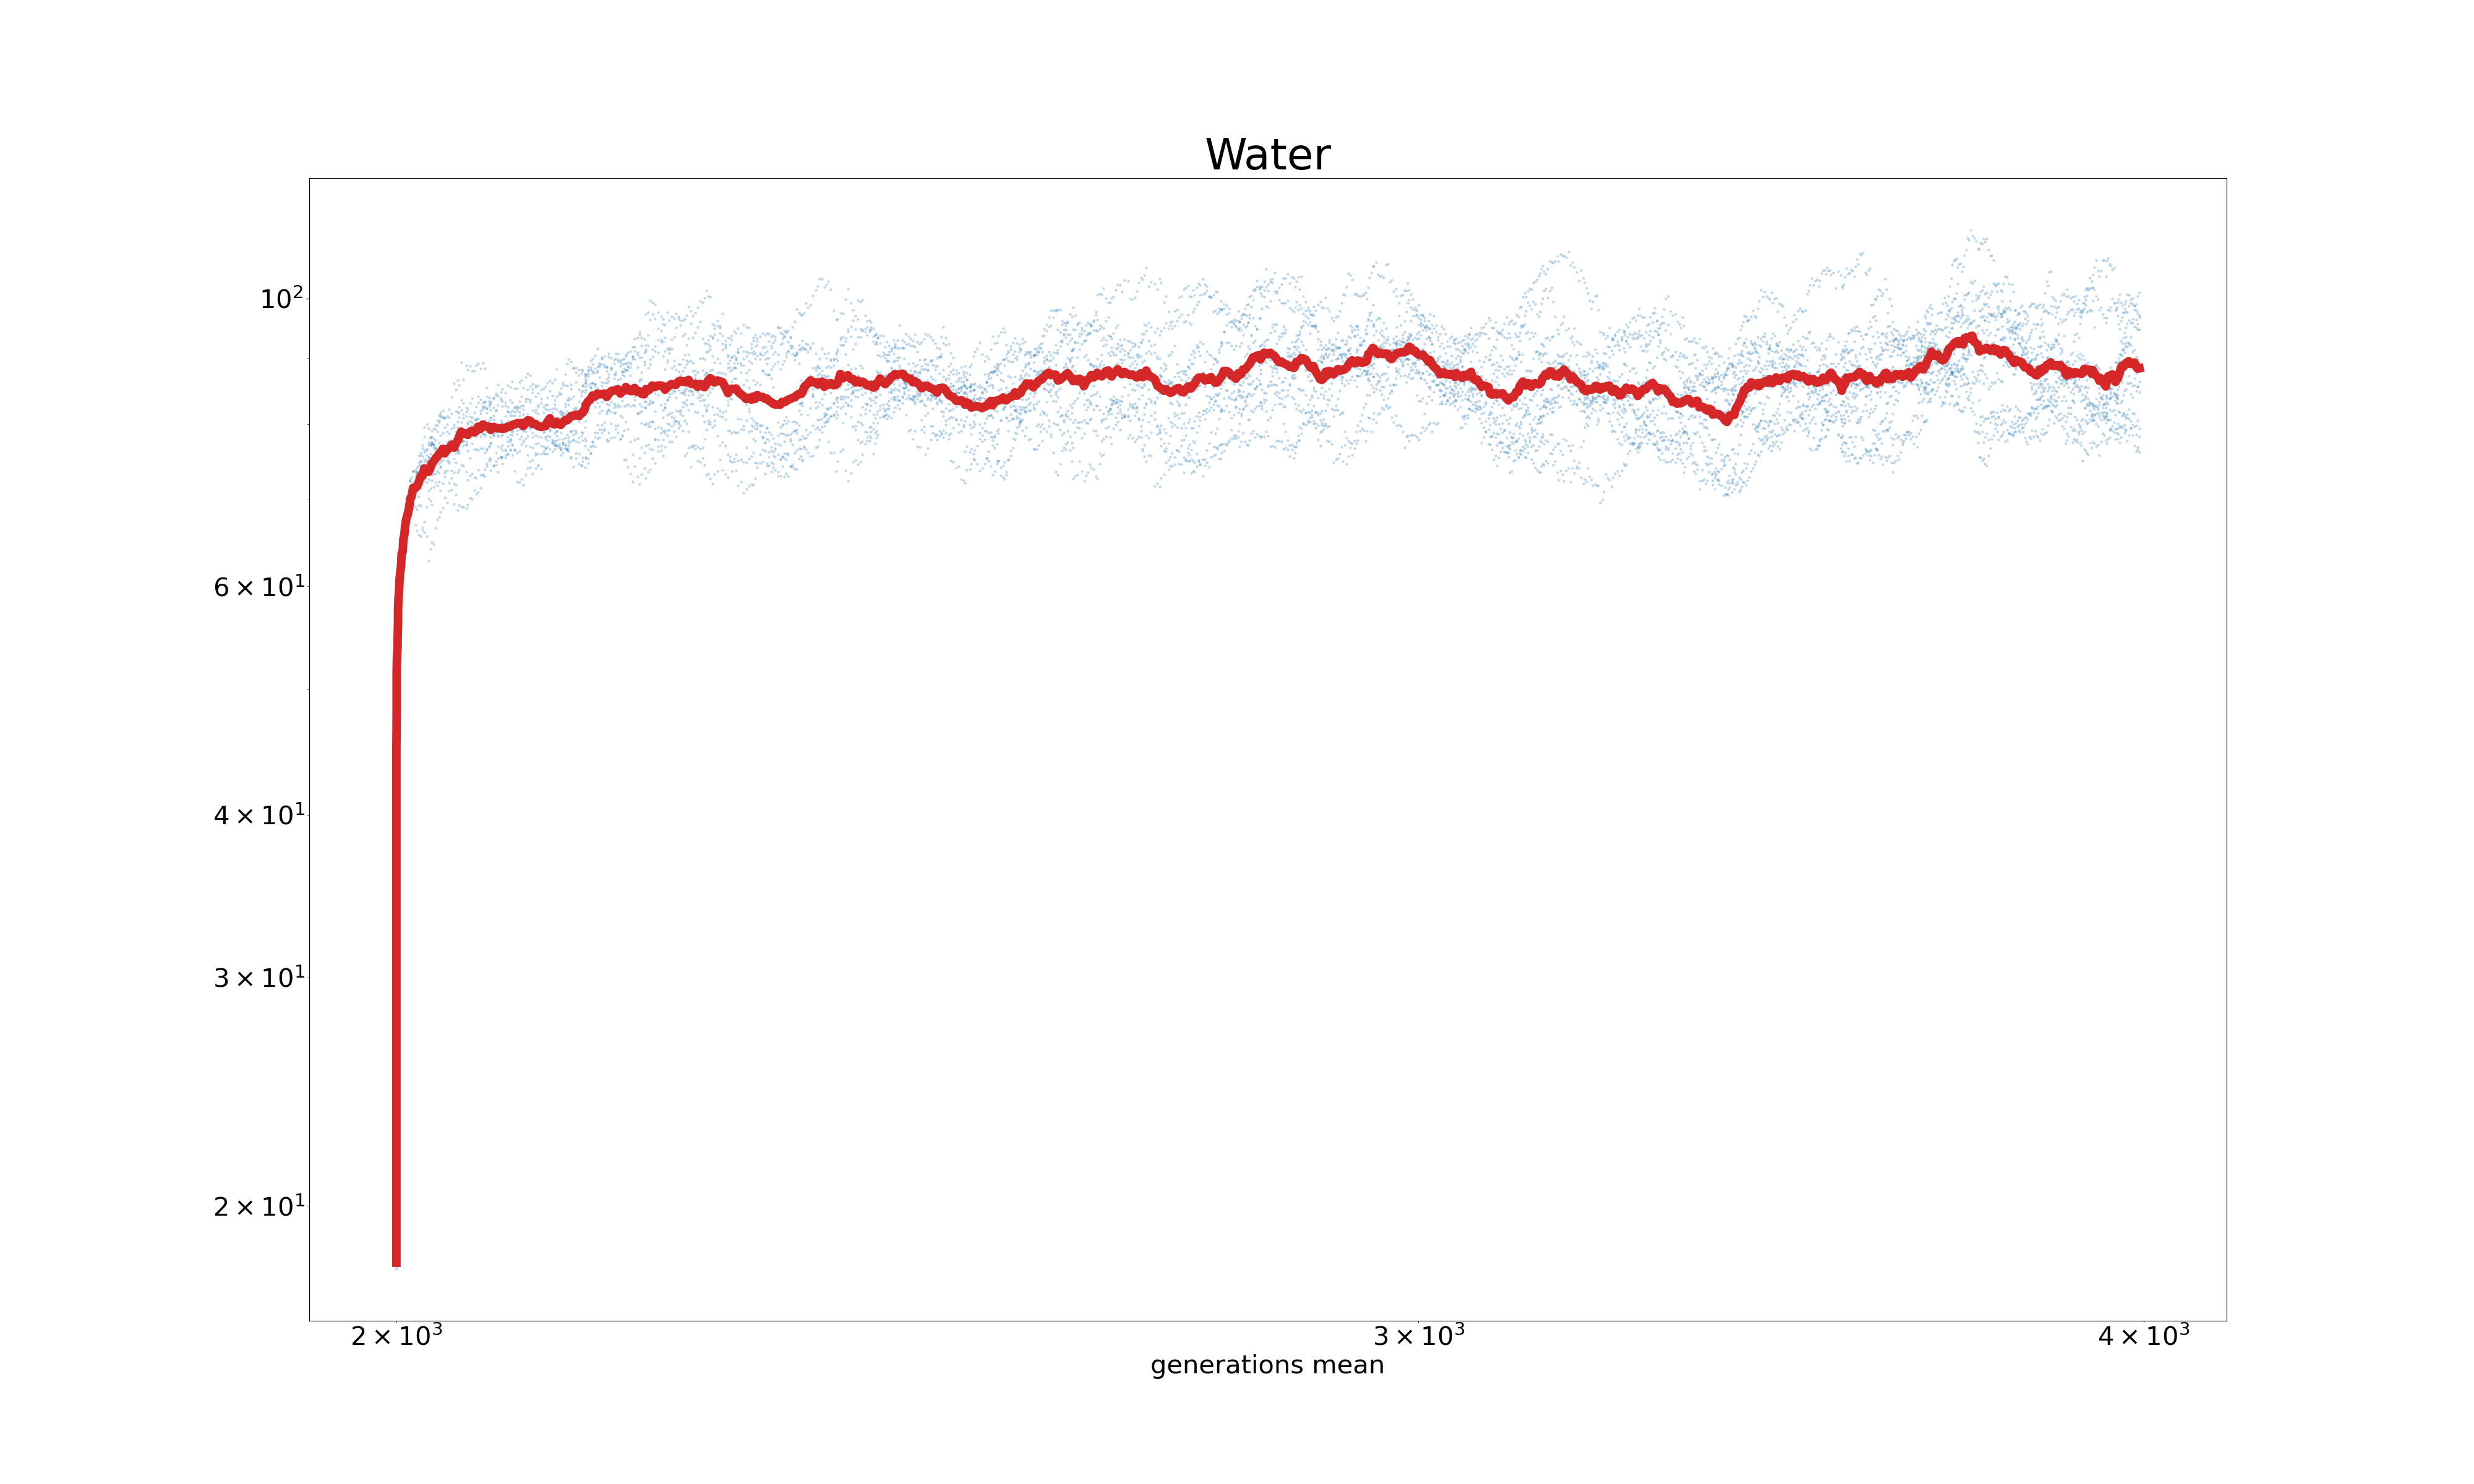 Water
10²
6 × 10¹
4 × 10¹
3 × 10¹
2 × 10¹
2 × 10³ 3 × 10³ 4 × 10³
generations mean